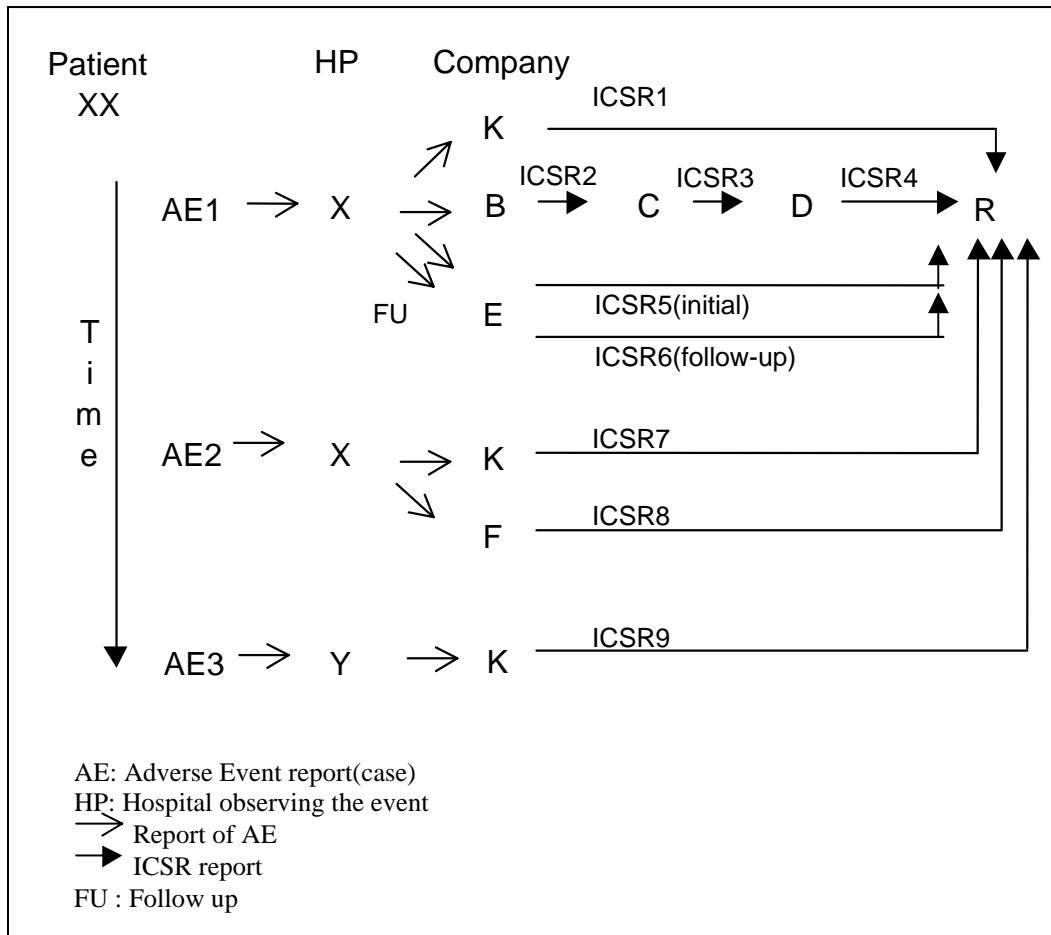 Patient HP Company
XX
ICSR1
K
ICSR2 ICSR3 ICSR4
AE1 X B C D R
FU E
ICSR5(initial)
ICSR6(follow-up)
T
i
m
e
ICSR7
AE2 X K
ICSR8
F
ICSR9
AE3 Y K
AE: Adverse Event report(case)
HP: Hospital observing the event
Report of AE
ICSR report
FU : Follow up